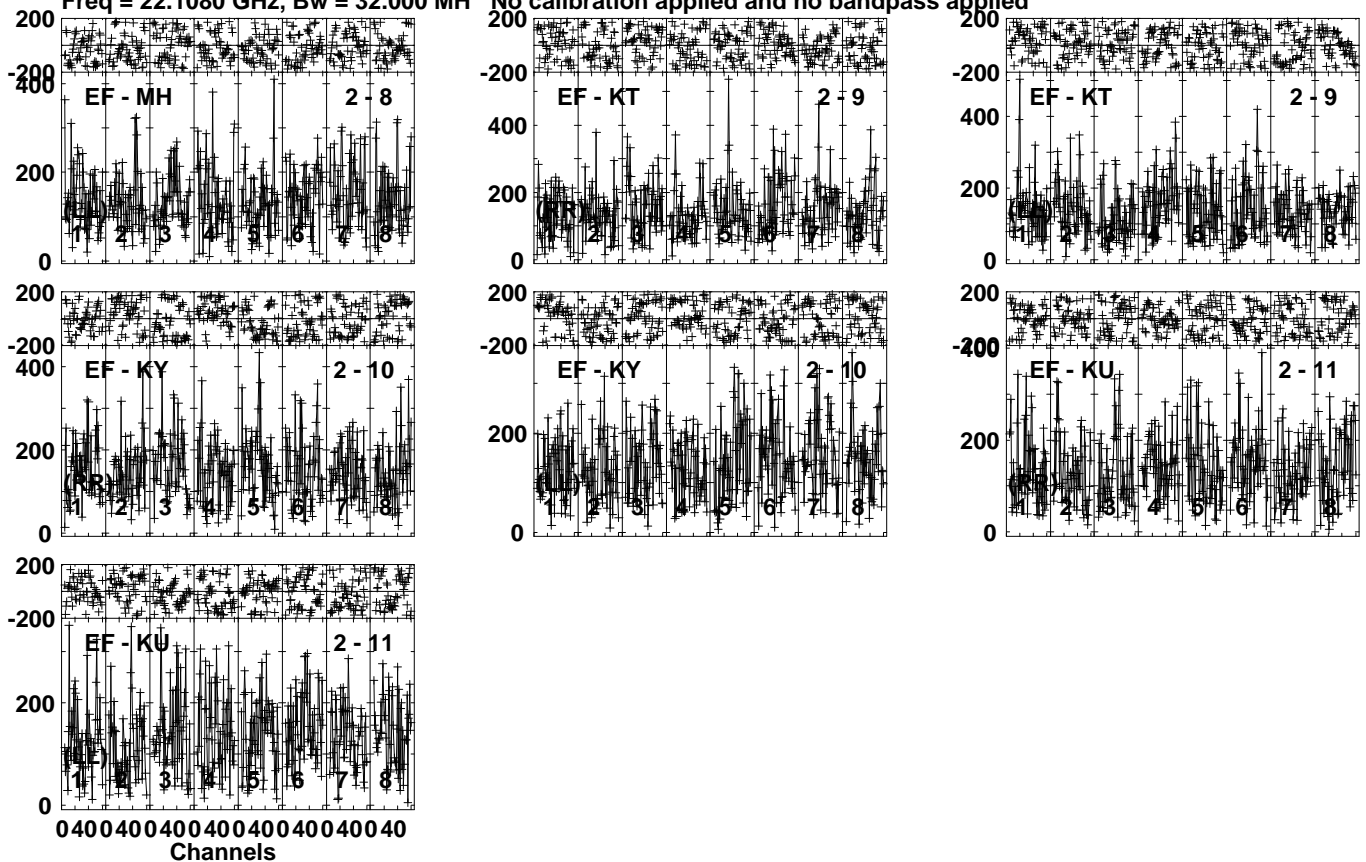 Freq = 22.1080 GHz, Bw = 32.000 MH No calibration applied and no bandpass applied
200
-200
400
200
0
EF - MH 2 - 8
(LL)
1 2 3 4 5 6 7 8
200
-200
400
200
0
EF - KT 2 - 9
(RR)
1 2 3 4 5 6 7 8
200
-200
400
200
0
EF - KT 2 - 9
(LL)
1 2 3 4 5 6 7 8
200
-200
400
200
0
EF - KY 2 - 10
(RR)
1 2 3 4 5 6 7 8
200
-200
200
0
EF - KY 2 - 10
(LL)
1 2 3 4 5 6 7 8
200
-200
400
200
0
EF - KU 2 - 11
(RR)
1 2 3 4 5 6 7 8
200
-200
200
0
EF - KU 2 - 11
(LL)
1 2 3 4 5 6 7 8
0 40 0 40 0 40 0 40 0 40 0 40 0 40 0 40
Channels